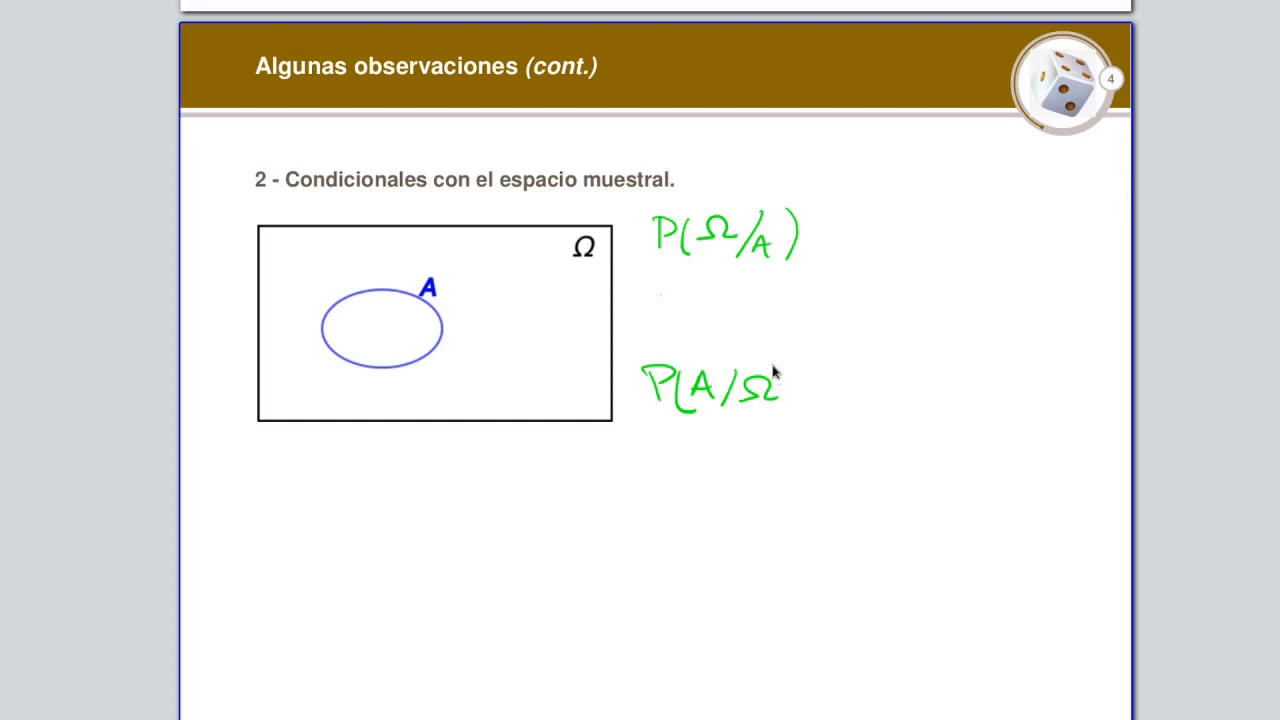 Algunas observaciones (cont.)
4
2 - Condicionales con el espacio muestral.
Ω
A
P(Ω/A)
P(A/Ω